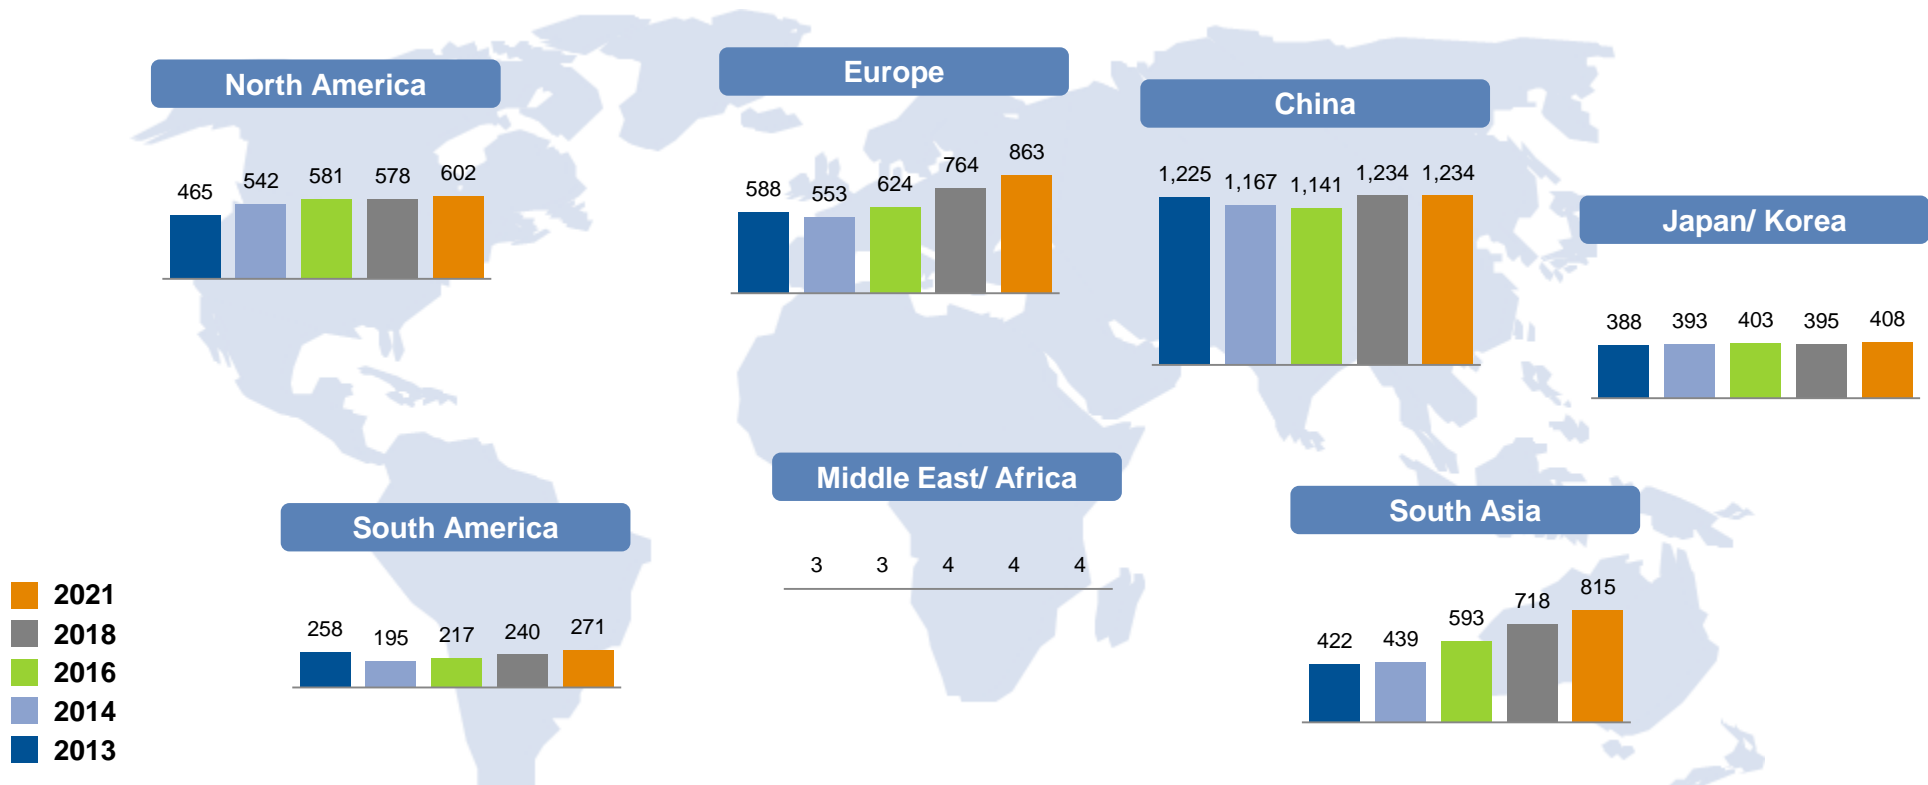 North America
465 542 581 578 602
Europe
588 553 624 764 863
China
1,225 1,167 1,141 1,234 1,234
Japan/ Korea
388 393 403 395 408
South America
258 195 217 240 271
Middle East/ Africa
3 3 4 4 4
South Asia
422 439 593 718 815
2021
2018
2016
2014
2013